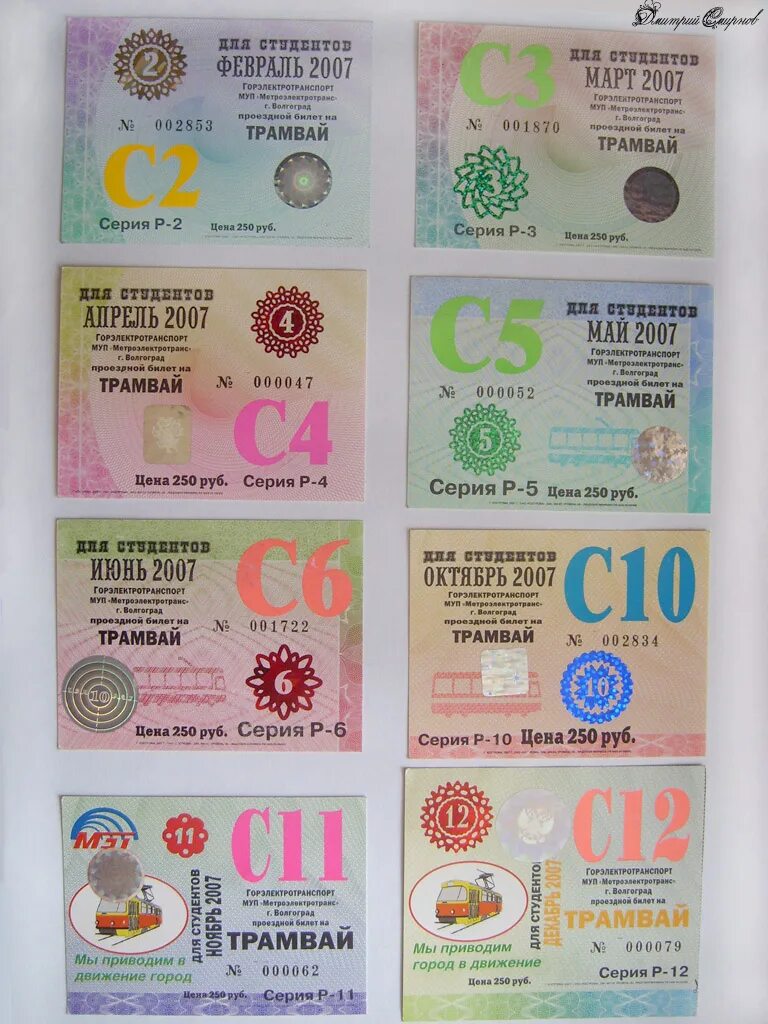 Дмитрий Смирнов
2
ДЛЯ СТУДЕНТОВ
ФЕВРАЛЬ 2007
ГОРЭЛЕКТРОТРАНСПОРТ
МУП «Метроэлектротранс»
г. Волгоград
проездной билет на
ТРАМВАЙ
№ 002853
С2
Серия Р-2
Цена 250 руб.
С3
ДЛЯ СТУДЕНТОВ
МАРТ 2007
ГОРЭЛЕКТРОТРАНСПОРТ
МУП «Метроэлектротранс»
г. Волгоград
проездной билет на
ТРАМВАЙ
№ 001870
3
Серия Р-3
Цена 250 руб.
ДЛЯ СТУДЕНТОВ
АПРЕЛЬ 2007
ГОРЭЛЕКТРОТРАНСПОРТ
МУП «Метроэлектротранс»
г. Волгоград
проездной билет на
ТРАМВАЙ
4
№ 000047
С4
Цена 250 руб. Серия Р-4
С5
ДЛЯ СТУДЕНТОВ
МАЙ 2007
ГОРЭЛЕКТРОТРАНСПОРТ
МУП «Метроэлектротранс»
г. Волгоград
проездной билет на
ТРАМВАЙ
№ 000052
5
Серия Р-5 Цена 250 руб.
ДЛЯ СТУДЕНТОВ
ИЮНЬ 2007
ГОРЭЛЕКТРОТРАНСПОРТ
МУП «Метроэлектротранс»
г. Волгоград
проездной билет на
ТРАМВАЙ
С6
№ 001722
10
6
Цена 250 руб. Серия Р-6
ДЛЯ СТУДЕНТОВ
ОКТЯБРЬ 2007
ГОРЭЛЕКТРОТРАНСПОРТ
МУП «Метроэлектротранс»
г. Волгоград
проездной билет на
ТРАМВАЙ
С10
№ 002834
10
Серия Р-10 Цена 250 руб.
МЭТ
11
С11
ДЛЯ СТУДЕНТОВ
НОЯБРЬ 2007
ГОРЭЛЕКТРОТРАНСПОРТ
МУП «Метроэлектротранс»
г. Волгоград
проездной билет на
ТРАМВАЙ
№ 000062
Мы приводим в
движение город
Цена 250 руб. Серия Р-11
12
С12
ДЛЯ СТУДЕНТОВ
ДЕКАБРЬ 2007
ГОРЭЛЕКТРОТРАНСПОРТ
МУП «Метроэлектротранс»
г. Волгоград
проездной билет на
ТРАМВАЙ
№ 000079
Мы приводим
город в движение
Серия Р-12
Цена 250 руб.